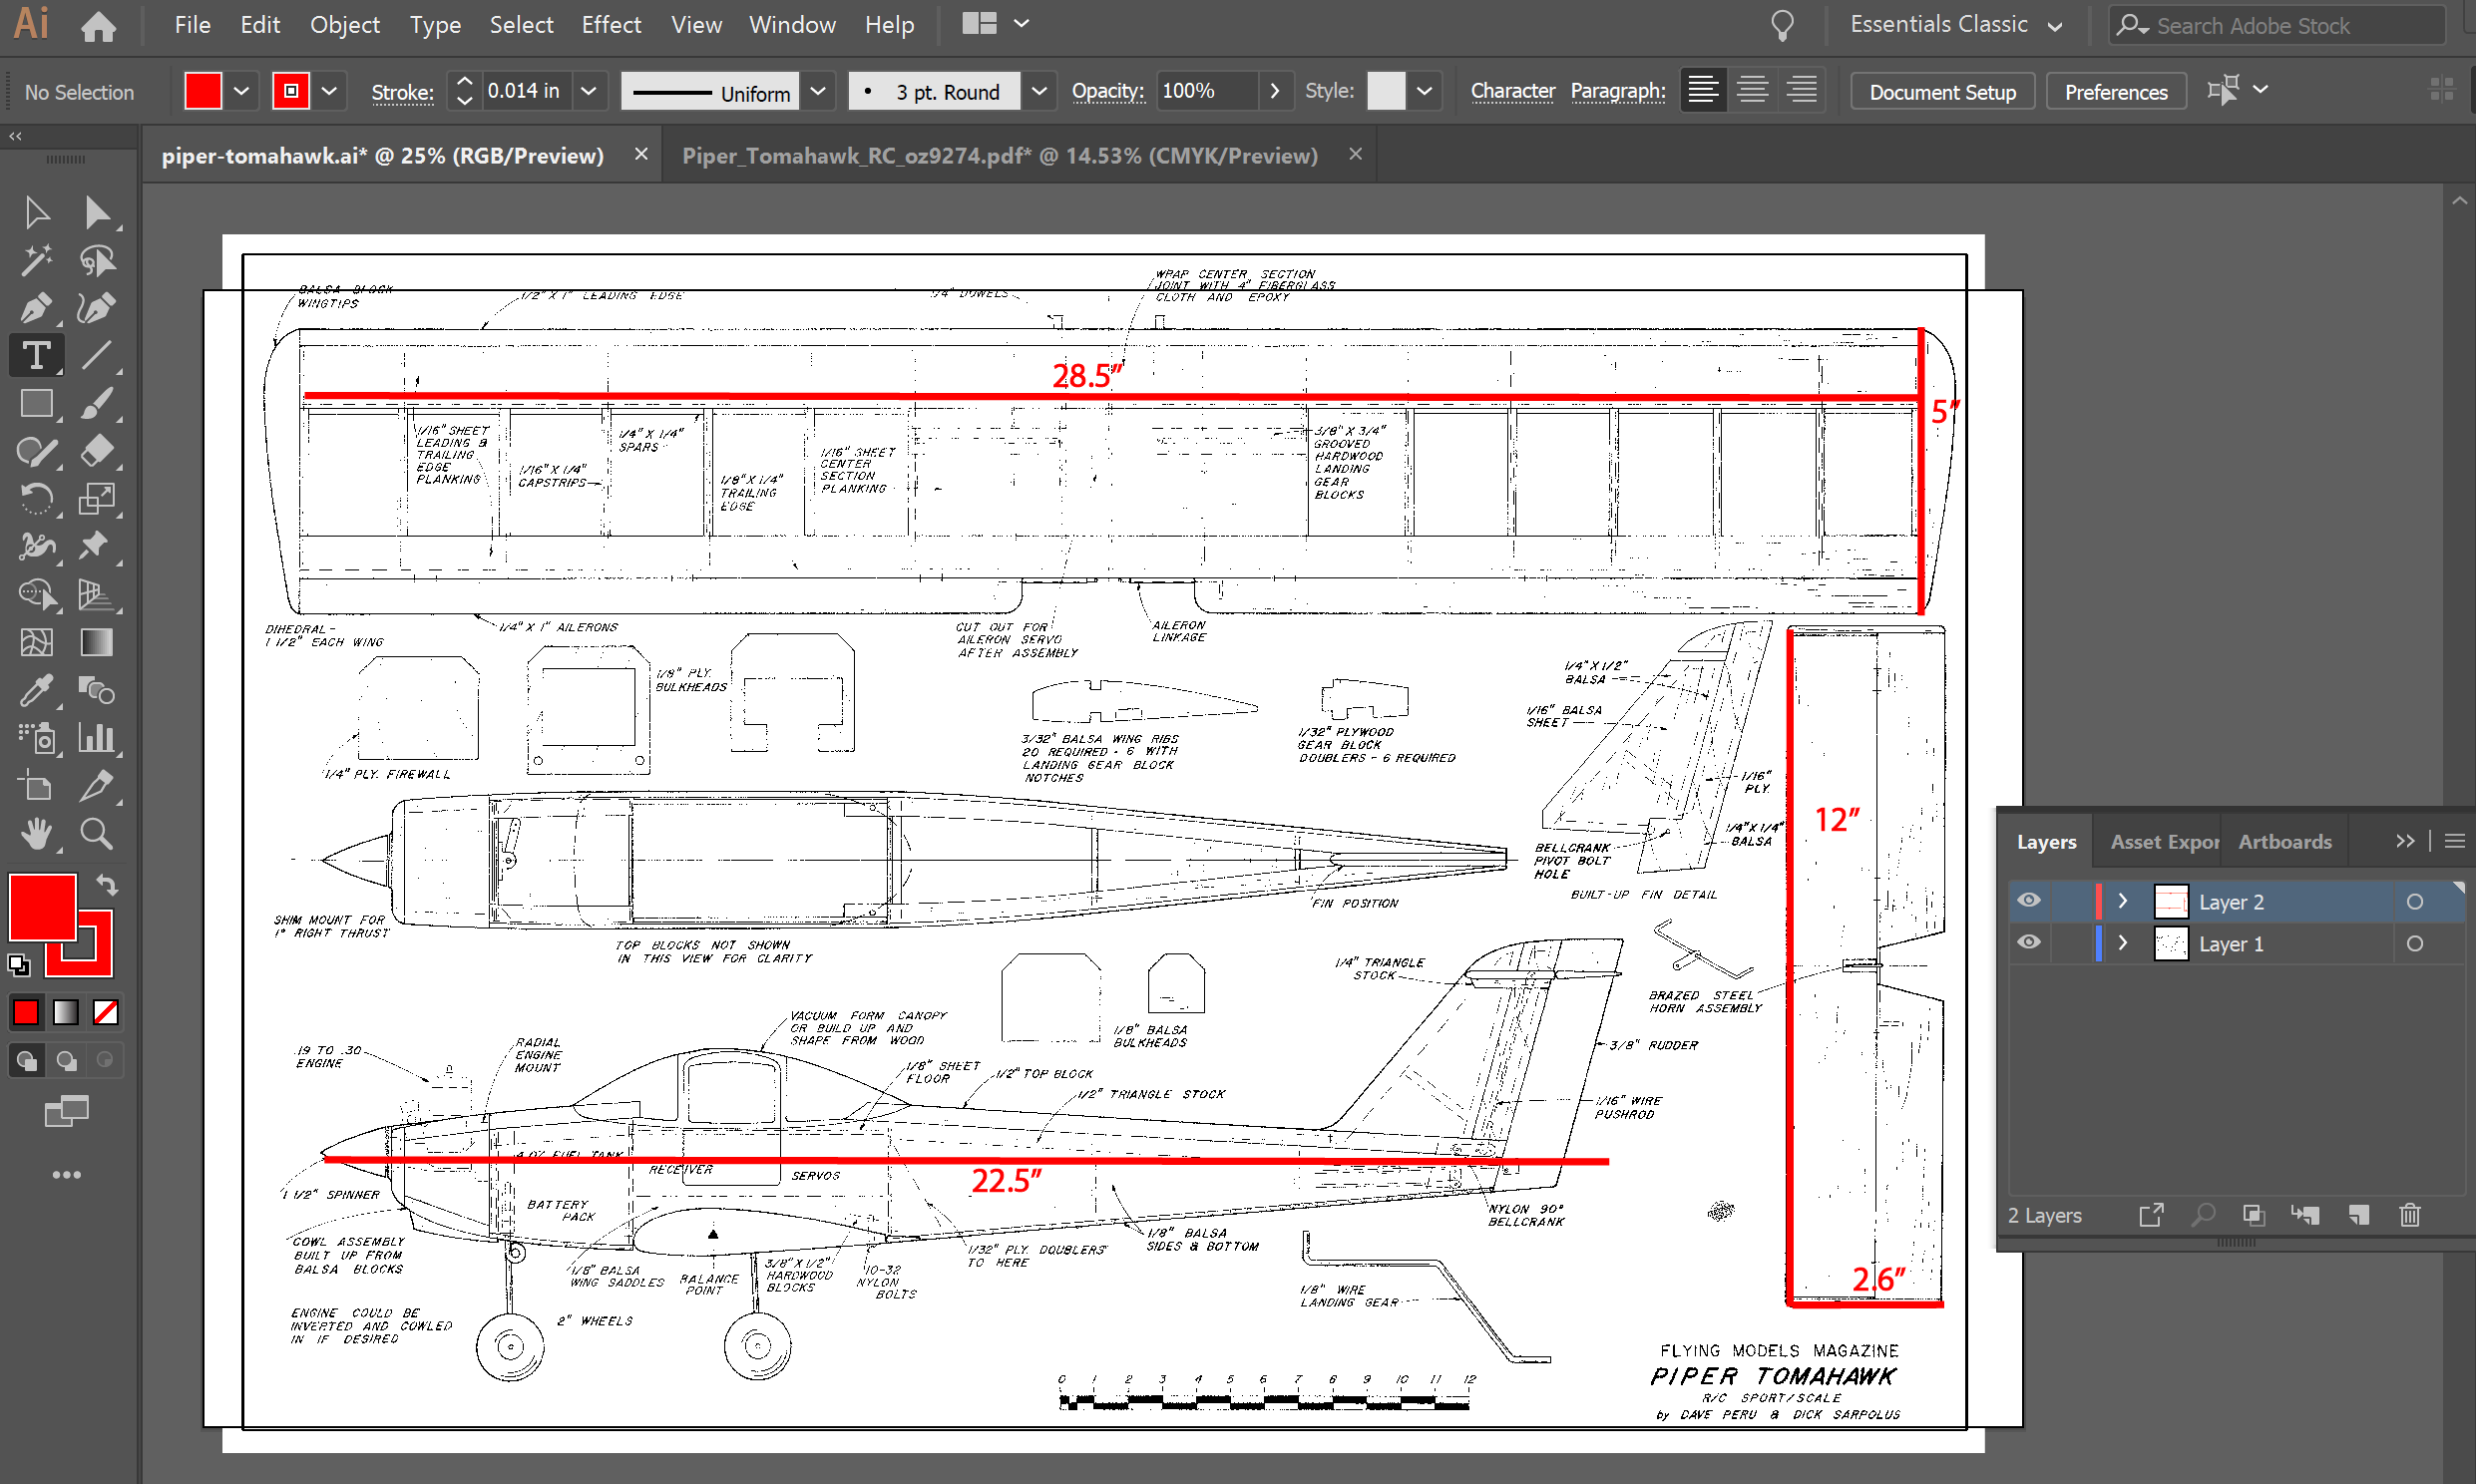 Ai
File Edit Object Type Select Effect View Window Help
Essentials Classic
Search Adobe Stock
No Selection
Stroke:
0.014 in
Uniform
3 pt. Round
Opacity:
100%
Style:
Character
Paragraph:
Document Setup
Preferences
piper-tomahawk.ai* @ 25% (RGB/Preview)
Piper_Tomahawk_RC_oz9274.pdf* @ 14.53% (CMYK/Preview)
BALSA BLOCK
WINGTIPS
1/2" X 1" LEADING EDGE
1/4" DOWELS
WRAP CENTER SECTION
JOINT WITH 4" FIBERGLASS
CLOTH AND EPOXY
28.5”
5”
1/16" SHEET
LEADING &
TRAILING
EDGE
PLANKING
1/16" X 1/4"
CAPSTRIPS
1/4" X 1/4"
SPARS
1/8" X 1/4"
TRAILING
EDGE
1/16" SHEET
CENTER
SECTION
PLANKING
3/8" X 3/4"
GROOVED
HARDWOOD
LANDING
GEAR
BLOCKS
DIHEDRAL -
1 1/2" EACH WING
1/4" X 1" AILERONS
CUT OUT FOR
AILERON SERVO
AFTER ASSEMBLY
AILERON
LINKAGE
1/8" PLY.
BULKHEADS
1/4" PLY. FIREWALL
3/32" BALSA WING RIBS
20 REQUIRED - 6 WITH
LANDING GEAR BLOCK
NOTCHES
1/32" PLYWOOD
GEAR BLOCK
DOUBLERS - 6 REQUIRED
1/4" X 1/2"
BALSA
1/16" BALSA
SHEET
1/16"
PLY.
1/4" X 1/4"
BALSA
BELLCRANK
PIVOT BOLT
HOLE
BUILT-UP FIN DETAIL
12”
SHIM MOUNT FOR
1° RIGHT THRUST
TOP BLOCKS NOT SHOWN
IN THIS VIEW FOR CLARITY
FIN POSITION
1/4" TRIANGLE
STOCK
BRAZED STEEL
HORN ASSEMBLY
.19 TO .30
ENGINE
RADIAL
ENGINE
MOUNT
VACUUM FORM CANOPY
OR BUILD UP AND
SHAPE FROM WOOD
1/8" SHEET
FLOOR
1/2" TOP BLOCK
1/2" TRIANGLE STOCK
1/8" BALSA
BULKHEADS
3/8" RUDDER
1/16" WIRE
PUSHROD
FUEL TANK
RECEIVER
SERVOS
22.5”
1 1/2" SPINNER
BATTERY
PACK
NYLON 90°
BELLCRANK
COWL ASSEMBLY
BUILT UP FROM
BALSA BLOCKS
1/8" BALSA
WING SADDLES
BALANCE
POINT
3/8" X 1/2"
HARDWOOD
BLOCKS
10-32
NYLON
BOLTS
1/32" PLY. DOUBLERS
TO HERE
1/8" BALSA
SIDES & BOTTOM
1/8" WIRE
LANDING GEAR
2.6”
ENGINE COULD BE
INVERTED AND COWLED
IN IF DESIRED
2" WHEELS
0 1 2 3 4 5 6 7 8 9 10 11 12
FLYING MODELS MAGAZINE
PIPER TOMAHAWK
R/C SPORT/SCALE
by DAVE PERU & DICK SARPOLUS
Layers
Asset Expor
Artboards
Layer 2
Layer 1
2 Layers